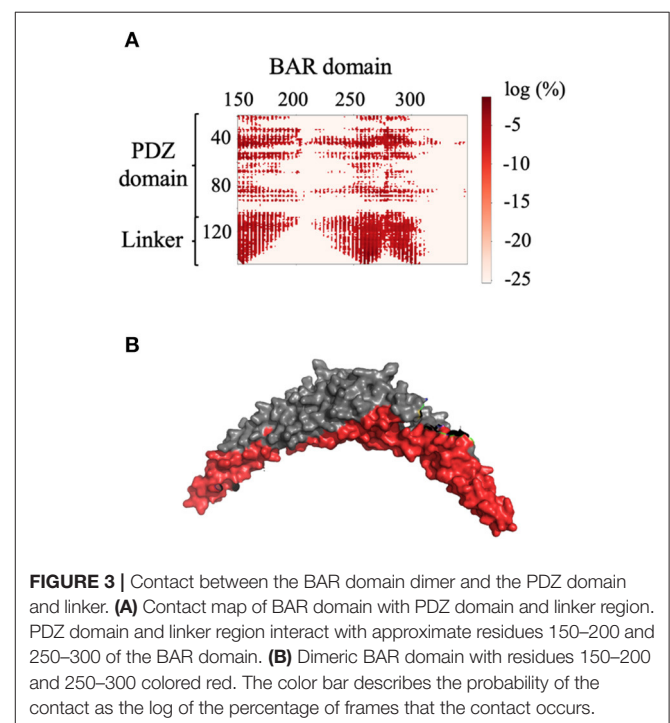 A
BAR domain
150 200 250 300
log (%)
PDZ
domain
Linker
40
80
120
-5
-10
-15
-20
-25
B
FIGURE 3 | Contact between the BAR domain dimer and the PDZ domain
and linker. (A) Contact map of BAR domain with PDZ domain and linker region.
PDZ domain and linker region interact with approximate residues 150–200 and
250–300 of the BAR domain. (B) Dimeric BAR domain with residues 150–200
and 250–300 colored red. The color bar describes the probability of the
contact as the log of the percentage of frames that the contact occurs.